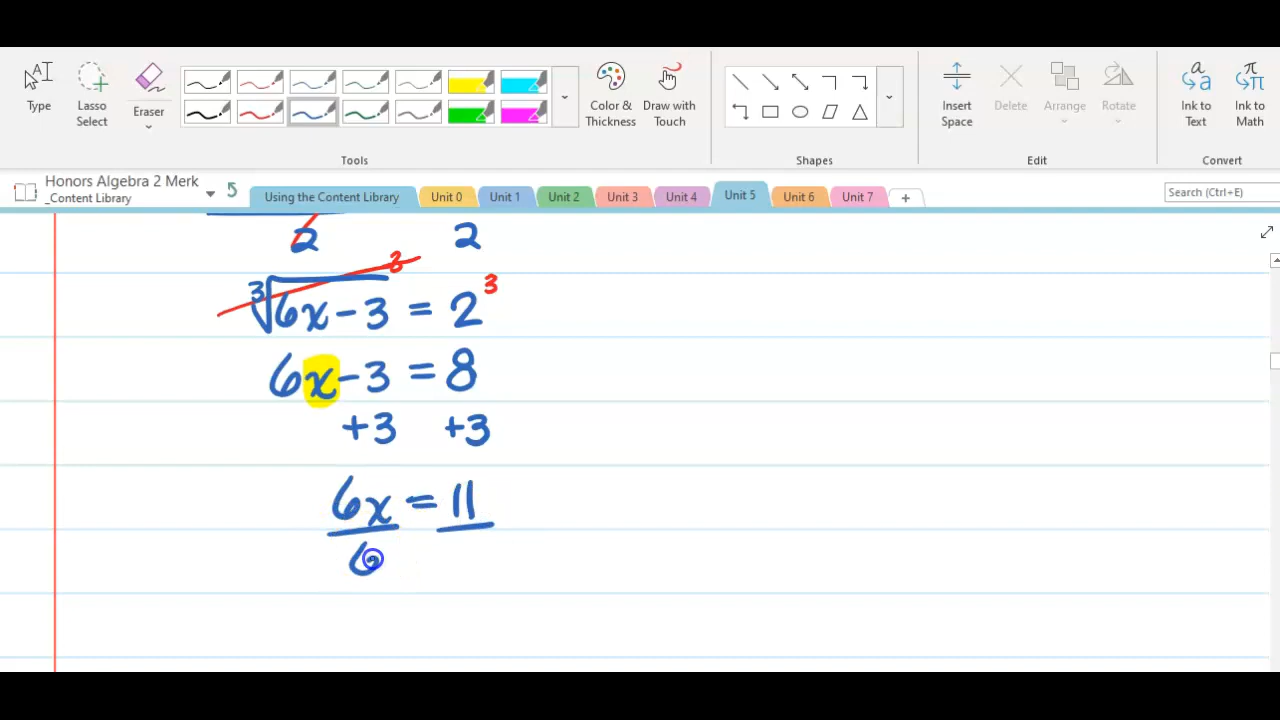 Type
Lasso Select
Eraser
Color & Thickness
Draw with Touch
Insert Space
Delete
Arrange
Rotate
Ink to Text
Ink to Math
Tools
Shapes
Edit
Convert
Honors Algebra 2 Merk _Content Library
Using the Content Library
Unit 0
Unit 1
Unit 2
Unit 3
Unit 4
Unit 5
Unit 6
Unit 7
+
Search (Ctrl+E)
2 2
∛6x-3 ³ = 2³
6x-3 = 8
+3 +3
6x = 11
6